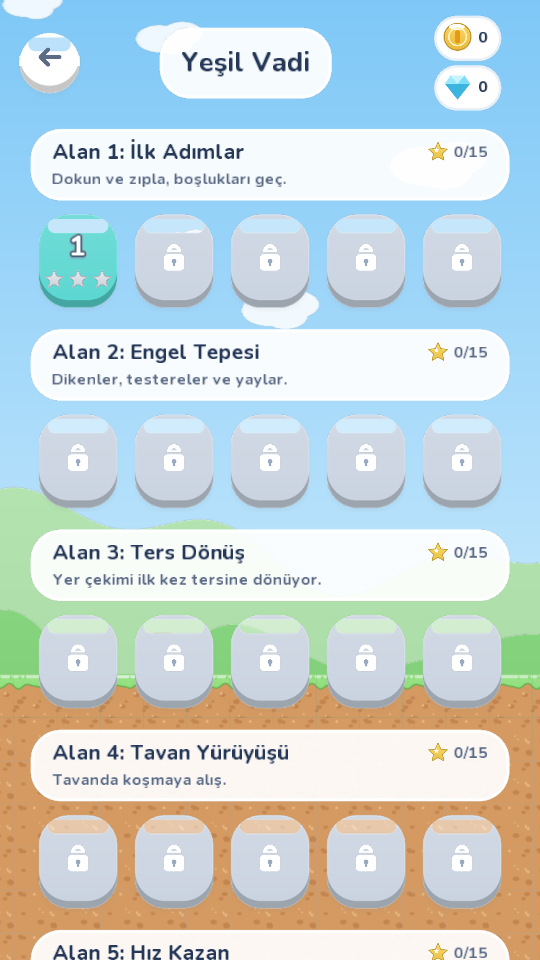 Yeşil Vadi
0
0
Alan 1: İlk Adımlar
0/15
Dokun ve zıpla, boşlukları geç.
1
Alan 2: Engel Tepesi
0/15
Dikenler, testereler ve yaylar.
Alan 3: Ters Dönüş
0/15
Yer çekimi ilk kez tersine dönüyor.
Alan 4: Tavan Yürüyüşü
0/15
Tavanda koşmaya alış.
Alan 5: Hız Kazan
0/15